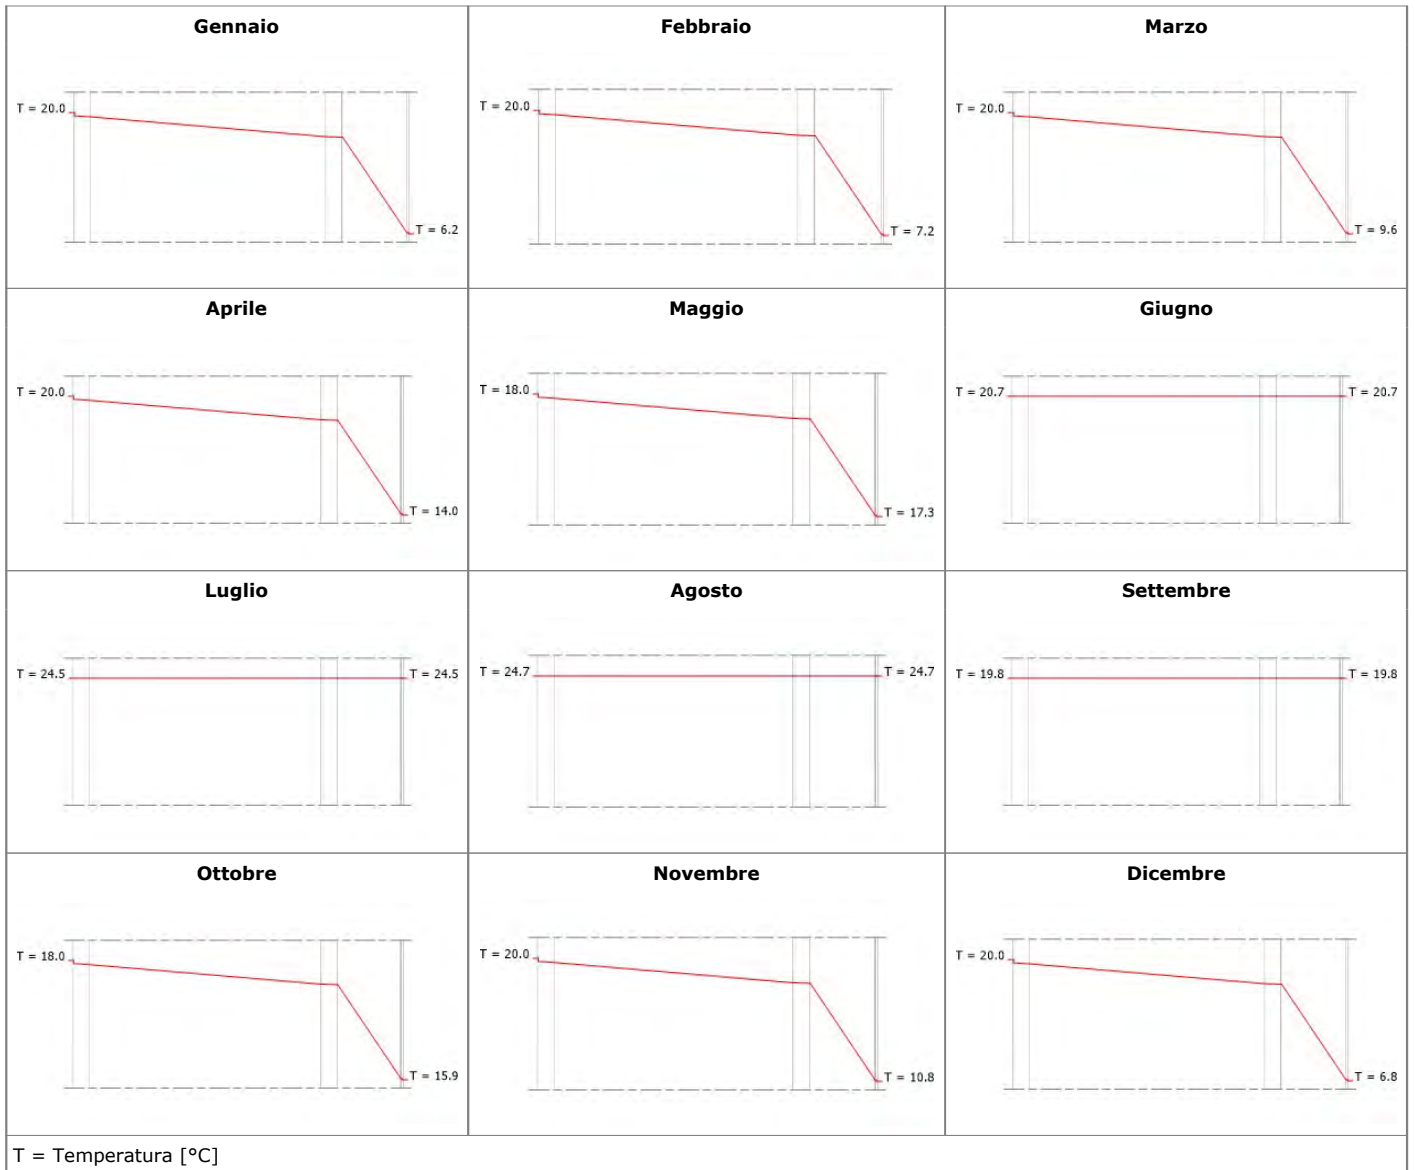 Gennaio
Febbraio
Marzo
T = 20.0
T = 6.2
T = 20.0
T = 7.2
T = 20.0
T = 9.6
Aprile
Maggio
Giugno
T = 20.0
T = 14.0
T = 18.0
T = 17.3
T = 20.7
T = 20.7
Luglio
Agosto
Settembre
T = 24.5
T = 24.5
T = 24.7
T = 24.7
T = 19.8
T = 19.8
Ottobre
Novembre
Dicembre
T = 18.0
T = 15.9
T = 20.0
T = 10.8
T = 20.0
T = 6.8
T = Temperatura [°C]